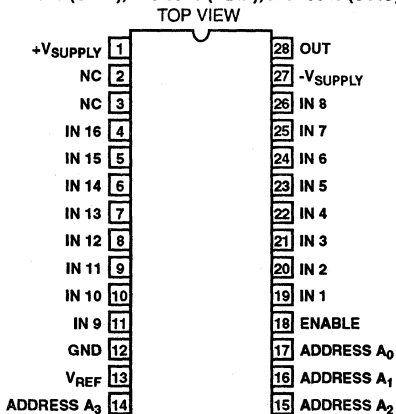 TOP VIEW
+VSUPPLY 1 28 OUT
NC 2 27 -VSUPPLY
NC 3 26 IN 8
IN 16 4 25 IN 7
IN 15 5 24 IN 6
IN 14 6 23 IN 5
IN 13 7 22 IN 4
IN 12 8 21 IN 3
IN 11 9 20 IN 2
IN 10 10 19 IN 1
IN 9 11 18 ENABLE
GND 12 17 ADDRESS A0
VREF 13 16 ADDRESS A1
ADDRESS A3 14 15 ADDRESS A2